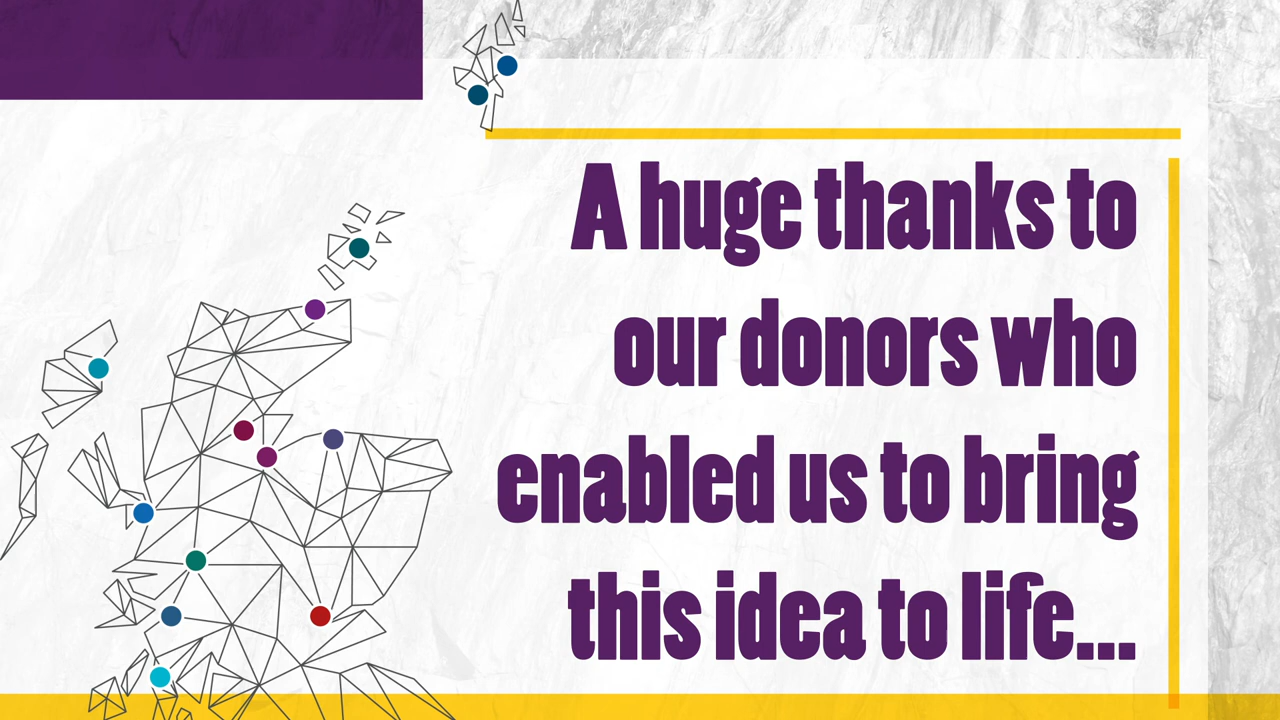 A huge thanks to
our donors who
enabled us to bring
this idea to life...